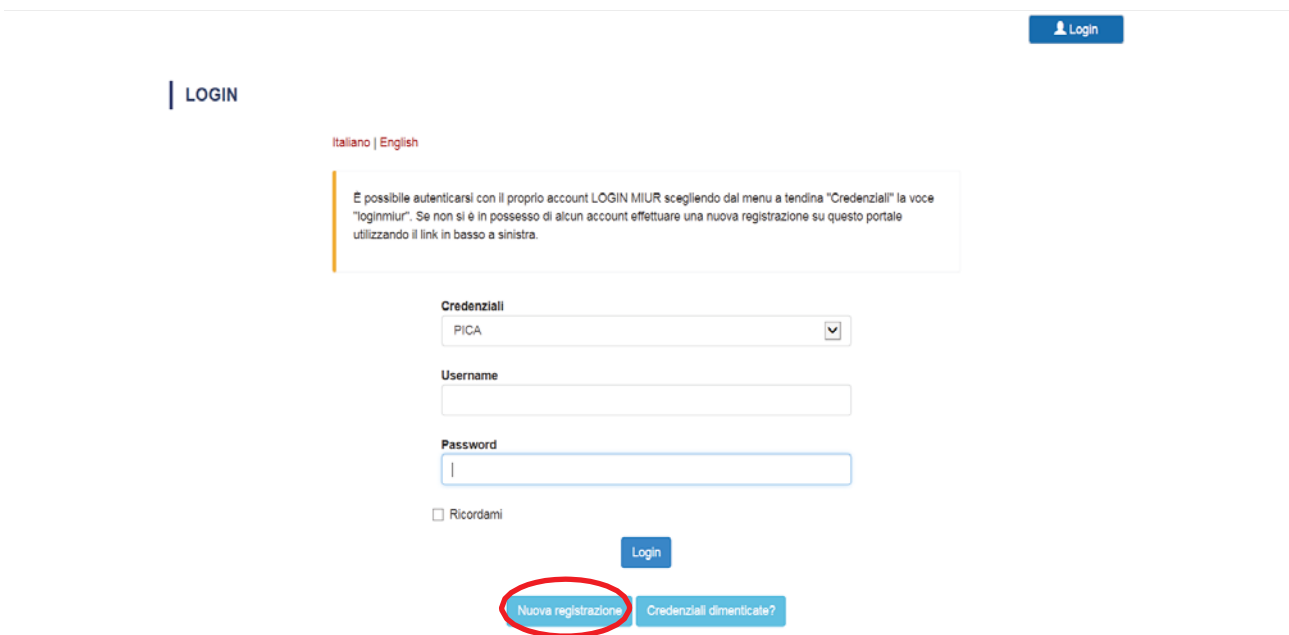 Login
LOGIN
Italiano | English
È possibile autenticarsi con il proprio account LOGIN MIUR scegliendo dal menu a tendina "Credenziali" la voce
"loginmiur". Se non si è in possesso di alcun account effettuare una nuova registrazione su questo portale
utilizzando il link in basso a sinistra.
Credenziali
PICA
Username
Password
Ricordami
Login
Nuova registrazione
Credenziali dimenticate?